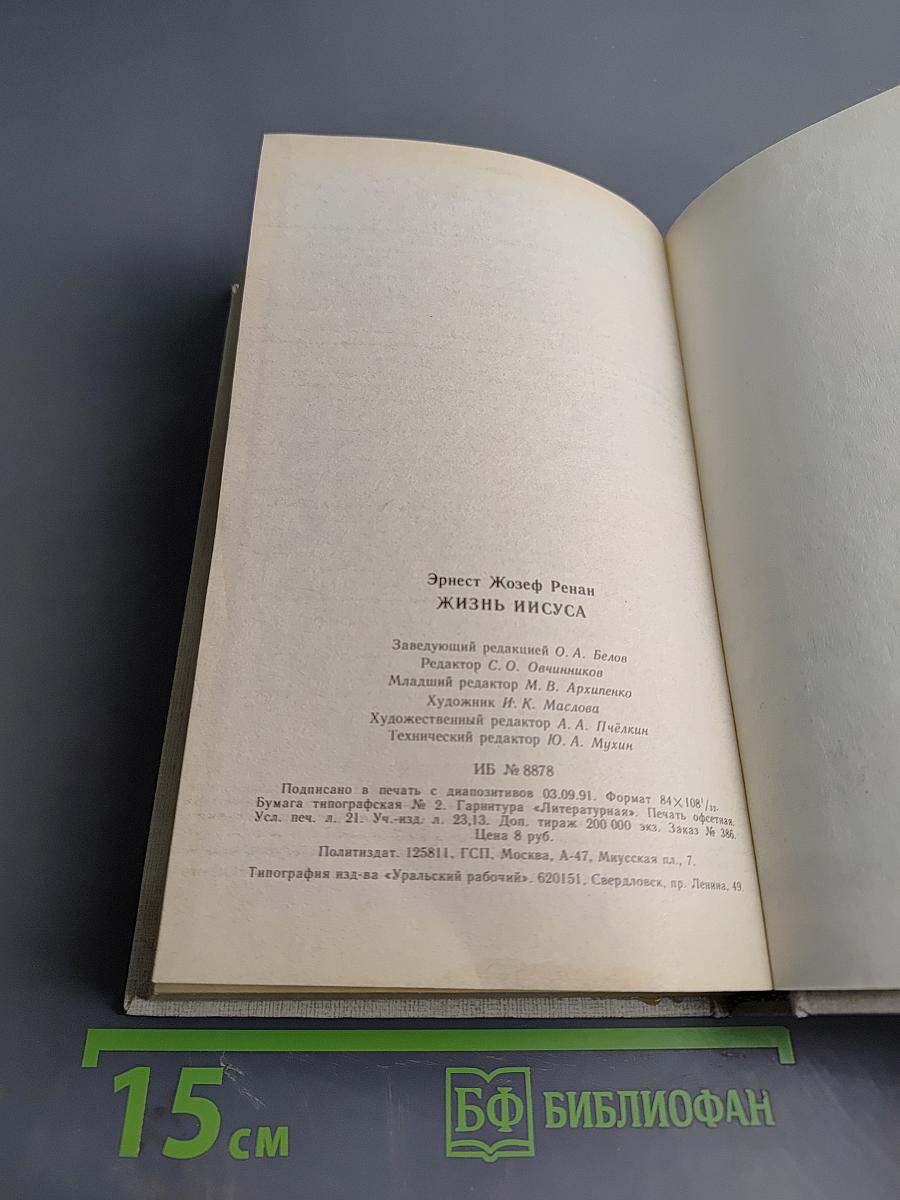 Эрнест Жозеф Ренан
ЖИЗНЬ ИИСУСА
Заведующий редакцией О. А. Белов
Редактор С. О. Овчинников
Младший редактор М. В. Архипенко
Художник И. К. Маслова
Художественный редактор А. А. Пчёлкин
Технический редактор Ю. А. Мухин
ИБ № 8878
Подписано в печать с диапозитивов 03.09.91. Формат 84×108¹/₃₂.
Бумага типографская № 2. Гарнитура «Литературная». Печать офсетная.
Усл. печ. л. 21. Уч.-изд. л. 23,13. Доп. тираж 200 000 экз. Заказ № 386.
Цена 8 руб.
Политиздат. 125811, ГСП, Москва, А-47, Миусская пл., 7.
Типография изд-ва «Уральский рабочий». 620151, Свердловск, пр. Ленина, 49.
15 см
БФ БИБЛИОФАН